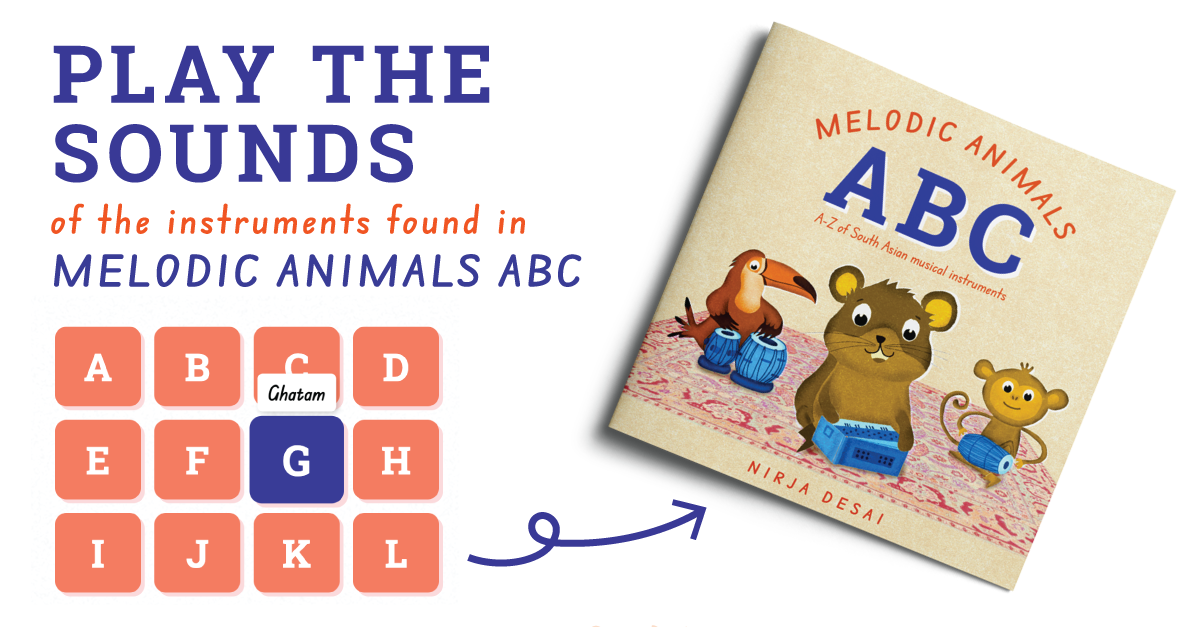 PLAY THE
SOUNDS
of the instruments found in
MELODIC ANIMALS ABC
A B C D
Ghatam
E F G H
I J K L
MELODIC ANIMALS
ABC
A-Z of South Asian musical instruments
NIRJA DESAI